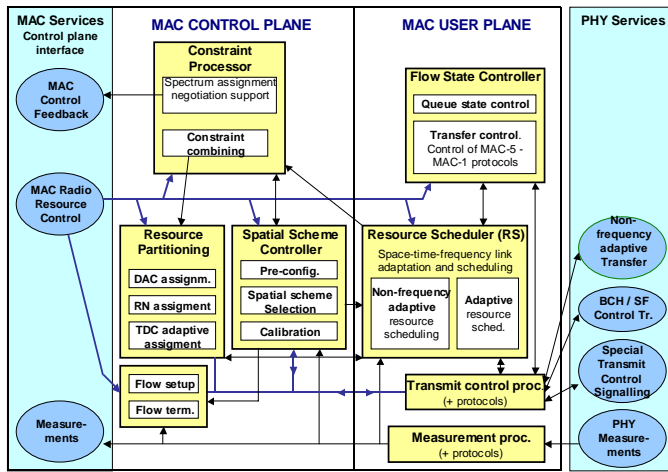 MAC Services
Control plane
interface
MAC CONTROL PLANE
MAC USER PLANE
PHY Services
MAC
Control
Feedback
MAC Radio
Resource
Control
Measure-
ments
Constraint
Processor
Spectrum assignment
negotiation support
Constraint
combining
Flow State Controller
Queue state control
Transfer control.
Control of MAC-5 -
MAC-1 protocols
Resource
Partitioning
DAC assignm.
RN assigment
TDC adaptive
assigment
Spatial Scheme
Controller
Pre-config.
Spatial scheme
Selection
Calibration
Resource Scheduler (RS)
Space-time-frequency link
adaptation and scheduling
Non-frequency
adaptive
resource
scheduling
Adaptive
resource
sched.
Flow setup
Flow term.
Transmit control proc.
(+ protocols)
Measurement proc.
(+ protocols)
Non-
frequency
adaptive
Transfer
BCH / SF
Control Tr.
Special
Transmit
Control
Signalling
PHY
Measure-
ments